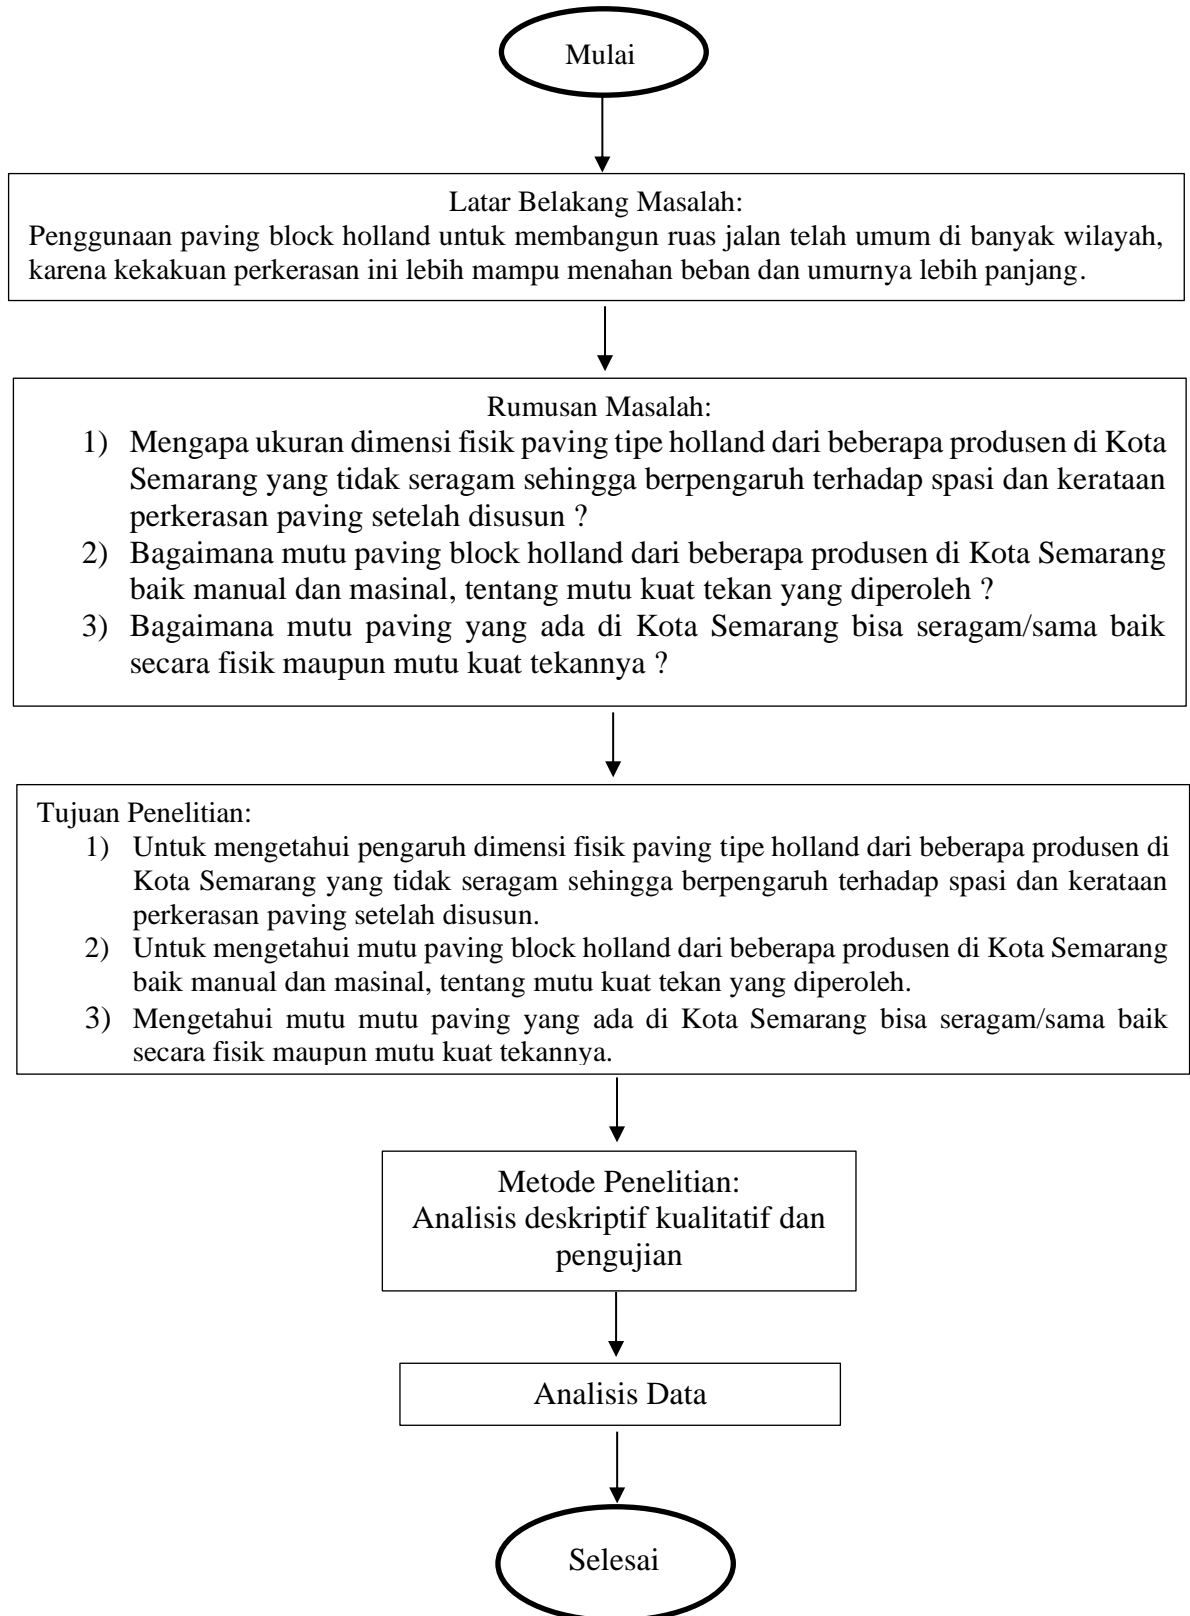 Mulai
Latar Belakang Masalah:
Penggunaan paving block holland untuk membangun ruas jalan telah umum di banyak wilayah,
karena kekakuan perkerasan ini lebih mampu menahan beban dan umurnya lebih panjang.
Rumusan Masalah:
1) Mengapa ukuran dimensi fisik paving tipe holland dari beberapa produsen di Kota
Semarang yang tidak seragam sehingga berpengaruh terhadap spasi dan kerataan
perkerasan paving setelah disusun ?
2) Bagaimana mutu paving block holland dari beberapa produsen di Kota Semarang
baik manual dan masinal, tentang mutu kuat tekan yang diperoleh ?
3) Bagaimana mutu paving yang ada di Kota Semarang bisa seragam/sama baik
secara fisik maupun mutu kuat tekannya ?
Tujuan Penelitian:
1) Untuk mengetahui pengaruh dimensi fisik paving tipe holland dari beberapa produsen di
Kota Semarang yang tidak seragam sehingga berpengaruh terhadap spasi dan kerataan
perkerasan paving setelah disusun.
2) Untuk mengetahui mutu paving block holland dari beberapa produsen di Kota Semarang
baik manual dan masinal, tentang mutu kuat tekan yang diperoleh.
3) Mengetahui mutu mutu paving yang ada di Kota Semarang bisa seragam/sama baik
secara fisik maupun mutu kuat tekannya.
Metode Penelitian:
Analisis deskriptif kualitatif dan
pengujian
Analisis Data
Selesai